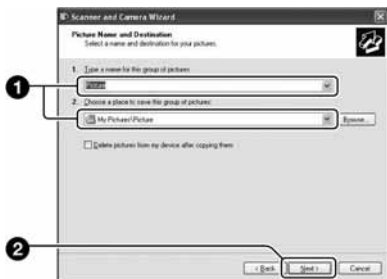 Scanner and Camera Wizard
Picture Name and Destination
Select a name and destination for your pictures.
1. Type a name for this group of pictures:
1
Picture
2. Choose a place to save this group of pictures:
My Pictures\Picture
Browse...
Delete pictures from my device after copying them
2
< Back
Next >
Cancel